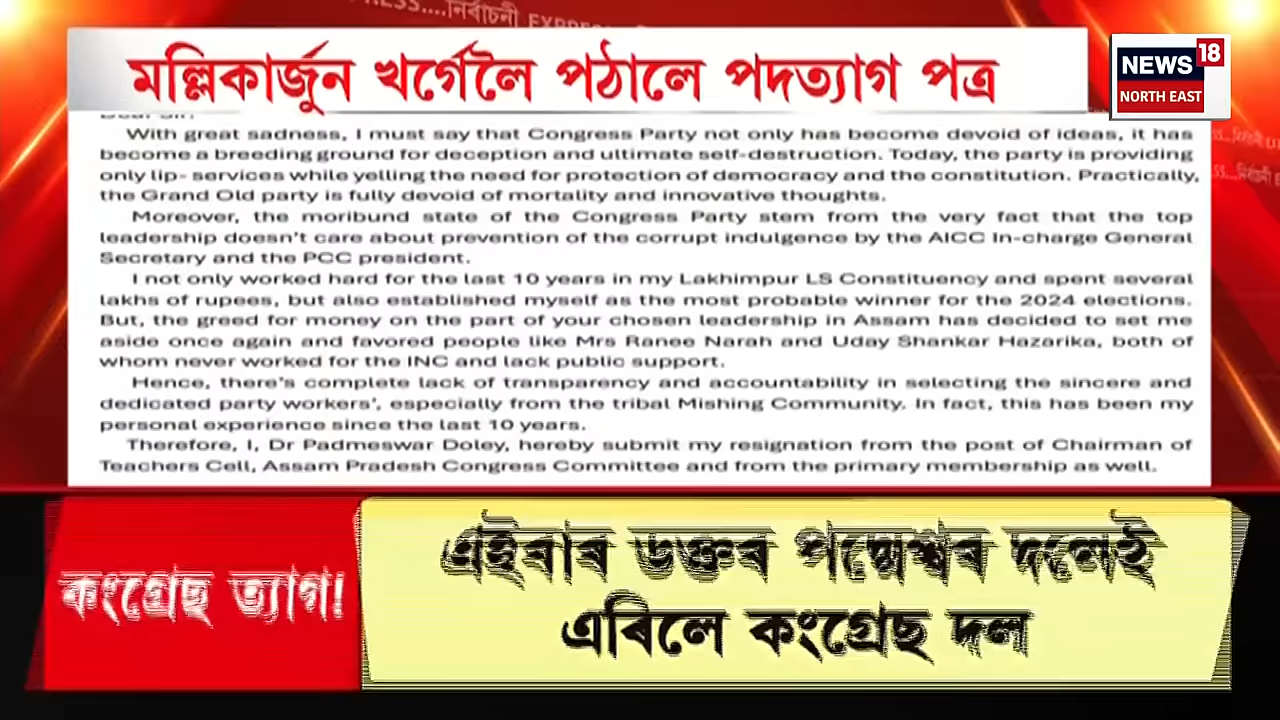 ESS....নিৰ্বাচনী EXPRE
মল্লিকাৰ্জুন খৰ্গেলৈ পঠালে পদত্যাগ পত্ৰ
NEWS 18
NORTH EAST
Dear Sir,
With great sadness, I must say that Congress Party not only has become devoid of ideas, it has
become a breeding ground for deception and ultimate self-destruction. Today, the party is providing
only lip- services while yelling the need for protection of democracy and the constitution. Practically,
the Grand Old party is fully devoid of mortality and innovative thoughts.
Moreover, the moribund state of the Congress Party stem from the very fact that the top
leadership doesn't care about prevention of the corrupt indulgence by the AICC In-charge General
Secretary and the PCC president.
I not only worked hard for the last 10 years in my Lakhimpur LS Constituency and spent several
lakhs of rupees, but also established myself as the most probable winner for the 2024 elections.
But, the greed for money on the part of your chosen leadership in Assam has decided to set me
aside once again and favored people like Mrs Ranee Narah and Uday Shankar Hazarika, both of
whom never worked for the INC and lack public support.
Hence, there's complete lack of transparency and accountability in selecting the sincere and
dedicated party workers', especially from the tribal Mishing Community. In fact, this has been my
personal experience since the last 10 years.
Therefore, I, Dr Padmeswar Doley, hereby submit my resignation from the post of Chairman of
Teachers Cell, Assam Pradesh Congress Committee and from the primary membership as well.
কংগ্ৰেছ ত্যাগ!
এইবাৰ ডক্তৰ পদ্মেশ্বৰ দলেই
এৰিলে কংগ্ৰেছ দল